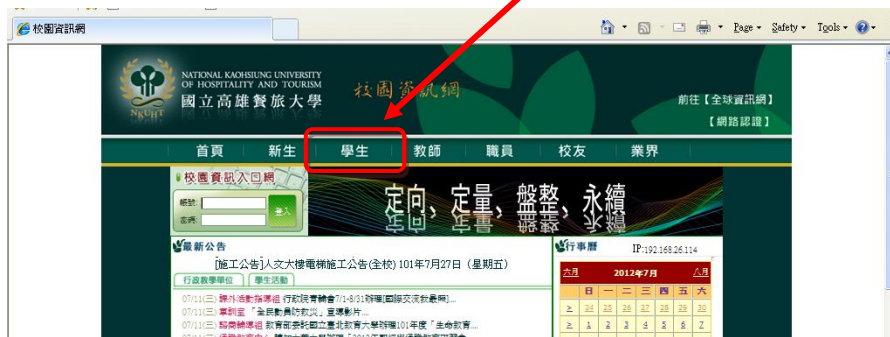 校園資訊網
Page Safety Tools
NATIONAL KAOHSIUNG UNIVERSITY
OF HOSPITALITY AND TOURISM
國立高雄餐旅大學
NKUHT
校園資訊網
前往【全球資訊網】
【網路認證】
首頁 新生 學生 教師 職員 校友 業界
校園資訊入口網
帳號:
密碼:
登入
定向、定量、盤整、永續
最新公告
[施工公告]人文大樓電梯施工公告(全校) 101年7月27日（星期五）
行政教學單位 學生活動
07/11(三) 課外活動指導組 行政院青輔會7/1-8/31辦理[國際交流我最夯]...
07/11(三) 軍訓室 「全民動員防救災」宣導影片...
07/11(三) 諮商輔導組 教育部委託國立臺北教育大學辦理101年度「生命教育...
行事曆 IP:192.168.26.114
六月 2012年7月 八月
日 一 二 三 四 五 六
> 24 25 26 27 28 29 30
> 1 2 3 4 5 6 7